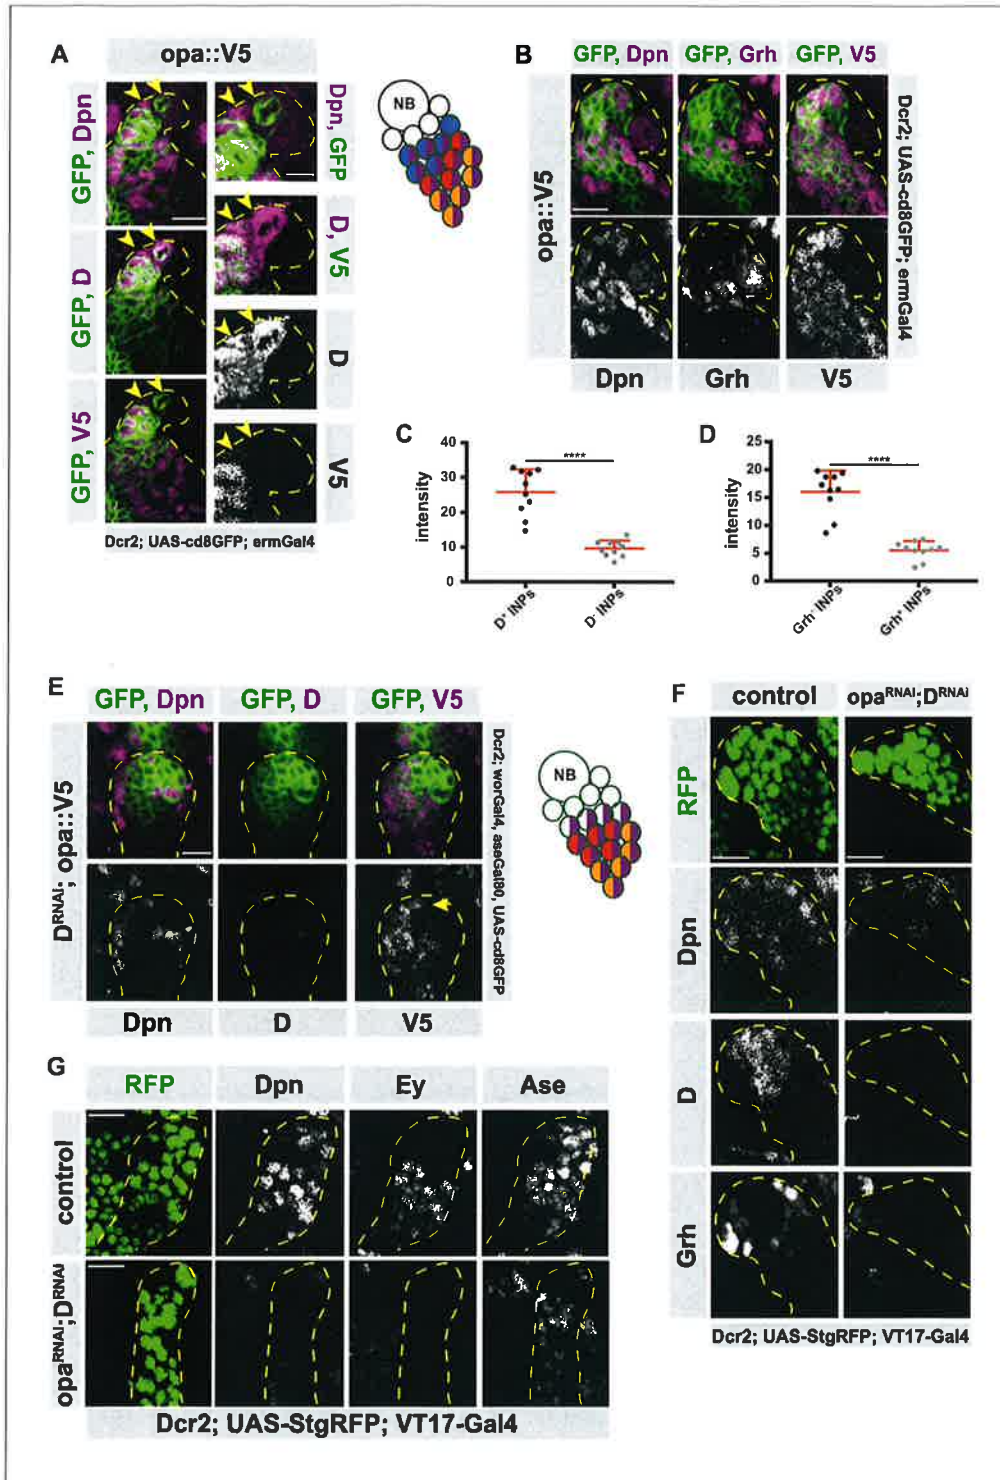 A
opa::V5
GFP, Dpn
GFP, D
GFP, V5
Dpn, GFP
D, V5
D
V5
Dcr2; UAS-cd8GFP; ermGal4
NB
B
GFP, Dpn
GFP, Grh
GFP, V5
opa::V5
Dcr2; UAS-cd8GFP; ermGal4
Dpn
Grh
V5
C
intensity
40
30
20
10
0
****
D+ INPs
D- INPs
D
intensity
25
20
15
10
5
0
****
Grh- INPs
Grh+ INPs
E
GFP, Dpn
GFP, D
GFP, V5
DRNAi; opa::V5
Dcr2; worGal4, aseGal80, UAS-cd8GFP
Dpn
D
V5
NB
F
control
opaRNAi;DRNAi
RFP
Dpn
D
Grh
Dcr2; UAS-StgRFP; VT17-Gal4
G
RFP
Dpn
Ey
Ase
control
opaRNAi;DRNAi
Dcr2; UAS-StgRFP; VT17-Gal4